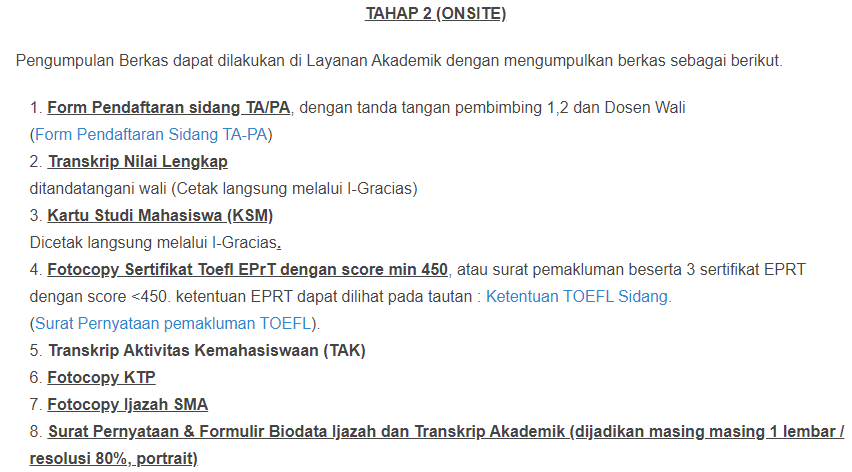 TAHAP 2 (ONSITE)
Pengumpulan Berkas dapat dilakukan di Layanan Akademik dengan mengumpulkan berkas sebagai berikut.
1. Form Pendaftaran sidang TA/PA, dengan tanda tangan pembimbing 1,2 dan Dosen Wali
(Form Pendaftaran Sidang TA-PA)
2. Transkrip Nilai Lengkap
ditandatangani wali (Cetak langsung melalui I-Gracias)
3. Kartu Studi Mahasiswa (KSM)
Dicetak langsung melalui I-Gracias.
4. Fotocopy Sertifikat Toefl EPrT dengan score min 450, atau surat pemakluman beserta 3 sertifikat EPRT
dengan score <450. ketentuan EPRT dapat dilihat pada tautan : Ketentuan TOEFL Sidang.
(Surat Pernyataan pemakluman TOEFL).
5. Transkrip Aktivitas Kemahasiswaan (TAK)
6. Fotocopy KTP
7. Fotocopy Ijazah SMA
8. Surat Pernyataan & Formulir Biodata Ijazah dan Transkrip Akademik (dijadikan masing masing 1 lembar /
resolusi 80%, portrait)